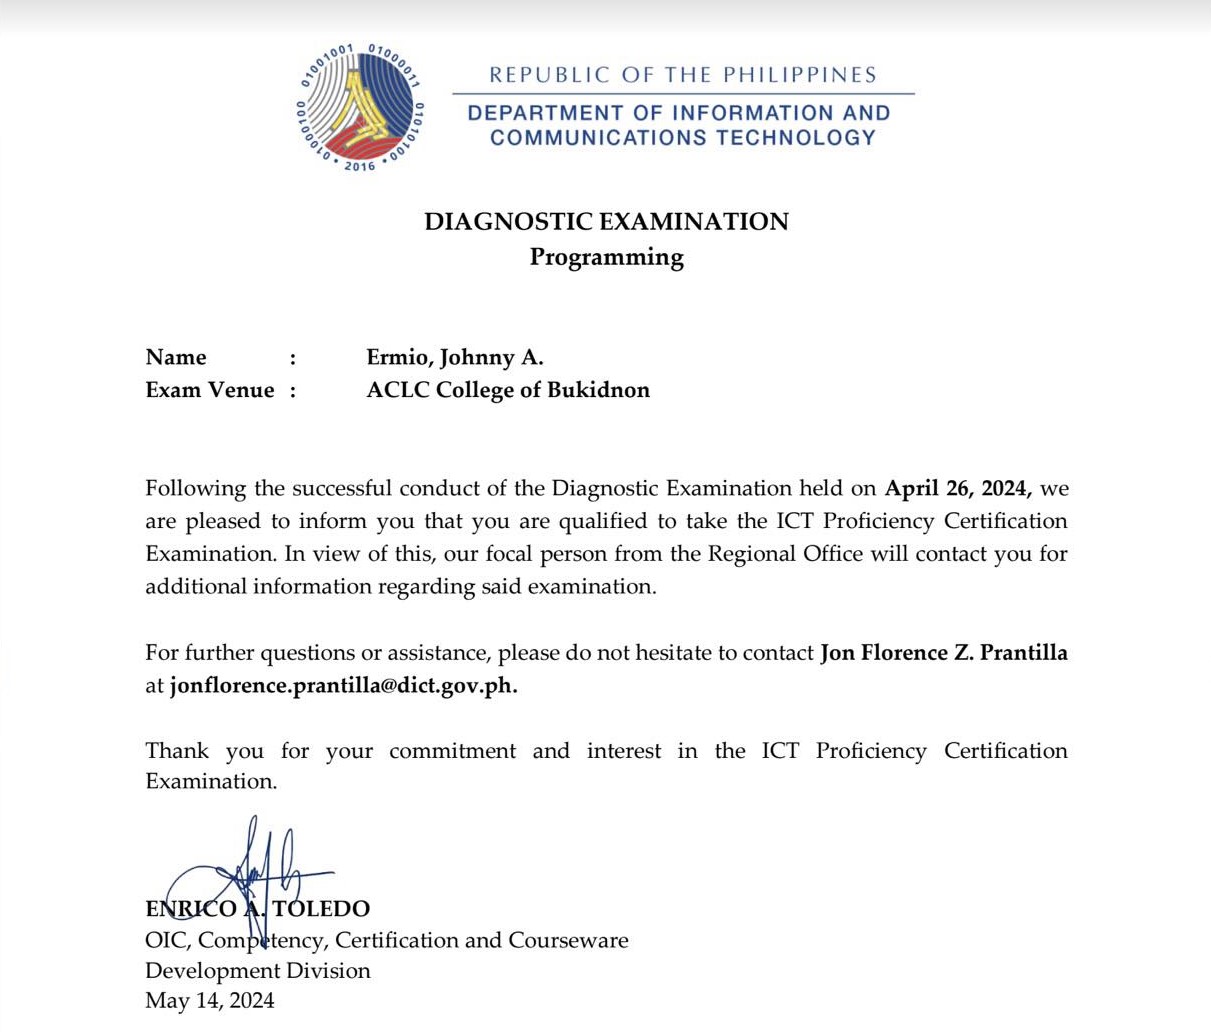 01001001 01000011 01010100 01000100 • 2016 •
REPUBLIC OF THE PHILIPPINES
DEPARTMENT OF INFORMATION AND
COMMUNICATIONS TECHNOLOGY
DIAGNOSTIC EXAMINATION
Programming
Name : Ermio, Johnny A.
Exam Venue : ACLC College of Bukidnon
Following the successful conduct of the Diagnostic Examination held on April 26, 2024, we
are pleased to inform you that you are qualified to take the ICT Proficiency Certification
Examination. In view of this, our focal person from the Regional Office will contact you for
additional information regarding said examination.
For further questions or assistance, please do not hesitate to contact Jon Florence Z. Prantilla
at jonflorence.prantilla@dict.gov.ph.
Thank you for your commitment and interest in the ICT Proficiency Certification
Examination.
ENRICO A. TOLEDO
OIC, Competency, Certification and Courseware
Development Division
May 14, 2024